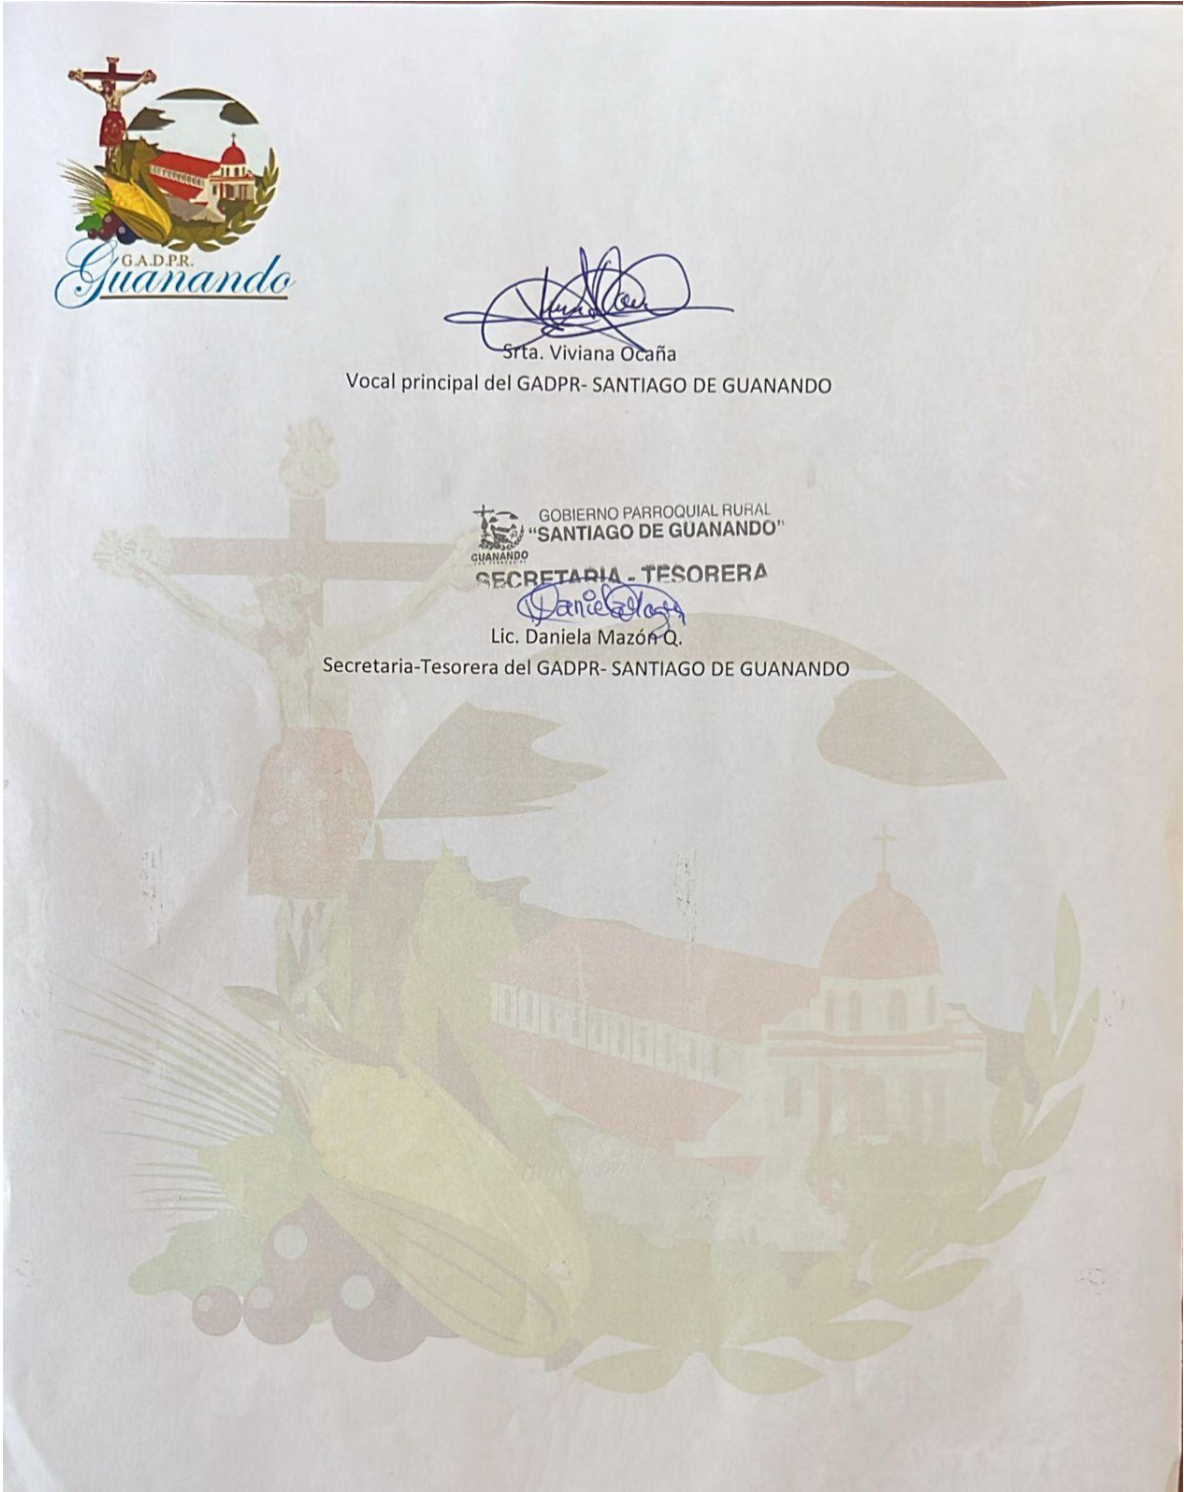 G.A.D.P.R.
Guanando
Srta. Viviana Ocaña
Vocal principal del GADPR- SANTIAGO DE GUANANDO
GOBIERNO PARROQUIAL RURAL
"SANTIAGO DE GUANANDO"
GUANANDO
SECRETARIA - TESORERA
Lic. Daniela Mazón Q.
Secretaria-Tesorera del GADPR- SANTIAGO DE GUANANDO